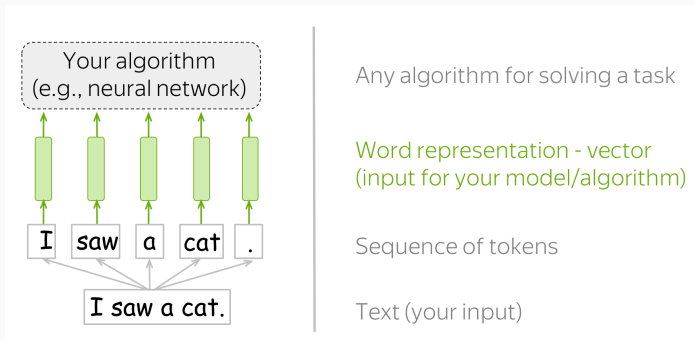 Your algorithm
(e.g., neural network)
Any algorithm for solving a task
Word representation - vector
(input for your model/algorithm)
I saw a cat .
Sequence of tokens
I saw a cat.
Text (your input)